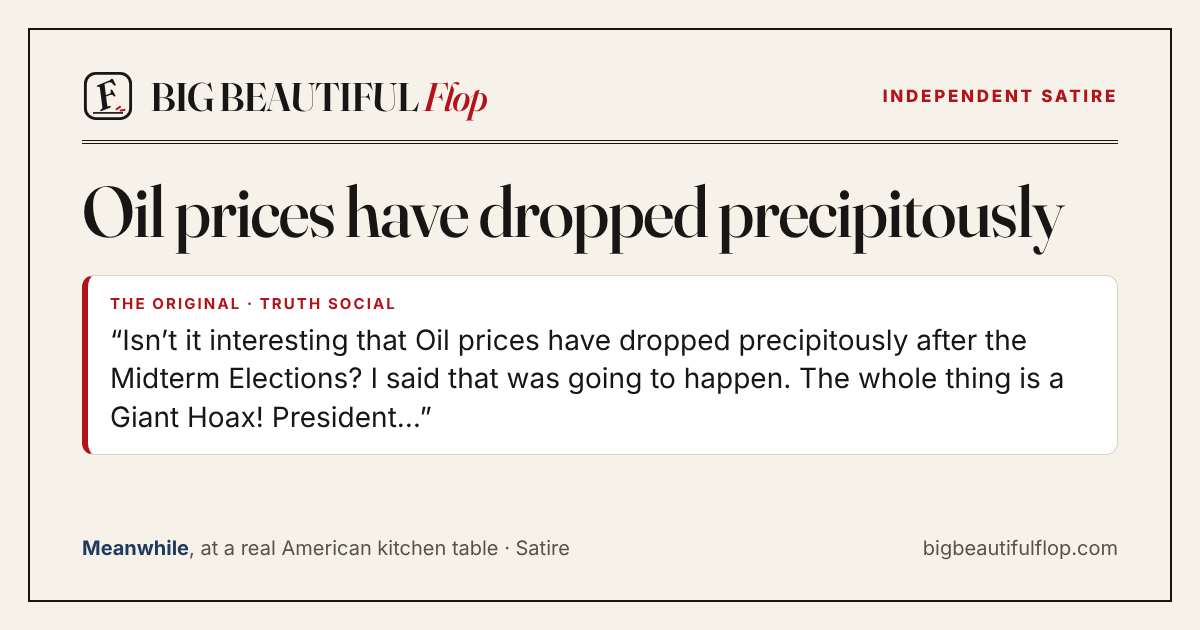 F
BIG BEAUTIFUL Flop
INDEPENDENT SATIRE
Oil prices have dropped precipitously
THE ORIGINAL · TRUTH SOCIAL
“Isn’t it interesting that Oil prices have dropped precipitously after the
Midterm Elections? I said that was going to happen. The whole thing is a
Giant Hoax! President…”
Meanwhile, at a real American kitchen table · Satire
bigbeautifulflop.com